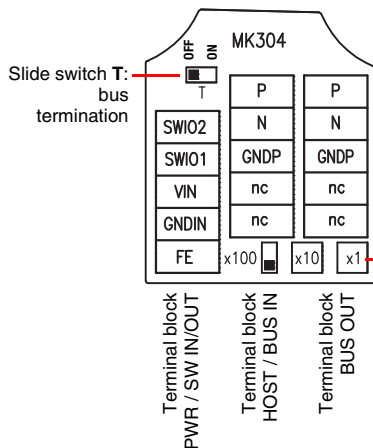 OFF
ON
MK304
Slide switch T:
bus
termination
T
P P
SWIO2 N N
SWIO1 GNDP GNDP
VIN nc nc
GNDIN nc nc
FE x100 x10 x1
Terminal block
PWR / SW IN/OUT
Terminal block
HOST / BUS IN
Terminal block
BUS OUT